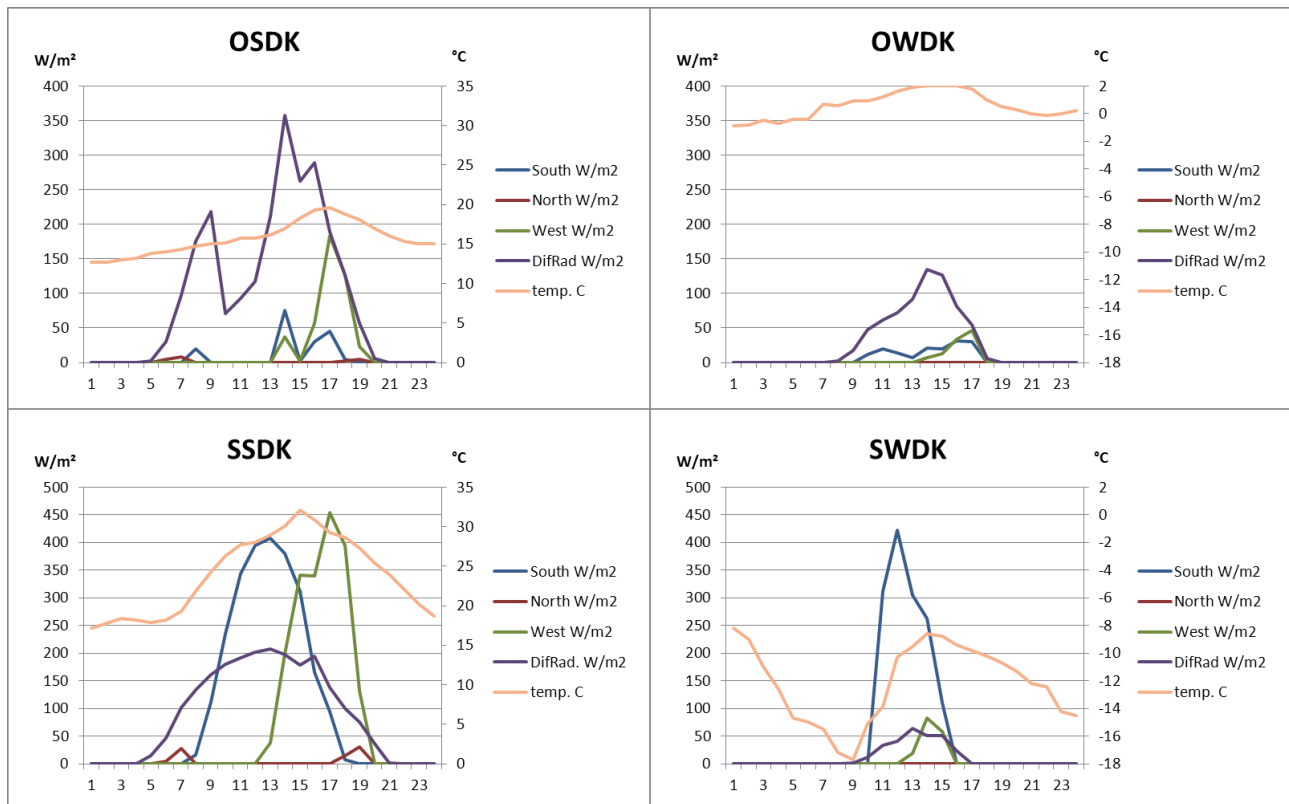 OSDK
W/m²
°C
400
350
300
250
200
150
100
50
0
35
30
25
20
15
10
5
0
1 3 5 7 9 11 13 15 17 19 21 23
South W/m2
North W/m2
West W/m2
DifRad W/m2
temp. C
OWDK
W/m²
°C
400
350
300
250
200
150
100
50
0
2
0
-2
-4
-6
-8
-10
-12
-14
-16
-18
1 3 5 7 9 11 13 15 17 19 21 23
South W/m2
North W/m2
West W/m2
DifRad W/m2
temp. C
SSDK
W/m²
°C
500
450
400
350
300
250
200
150
100
50
0
35
30
25
20
15
10
5
0
1 3 5 7 9 11 13 15 17 19 21 23
South W/m2
North W/m2
West W/m2
DifRad. W/m2
temp. C
SWDK
W/m²
°C
500
450
400
350
300
250
200
150
100
50
0
2
0
-2
-4
-6
-8
-10
-12
-14
-16
-18
1 3 5 7 9 11 13 15 17 19 21 23
South W/m2
North W/m2
West W/m2
DifRad W/m2
temp. C